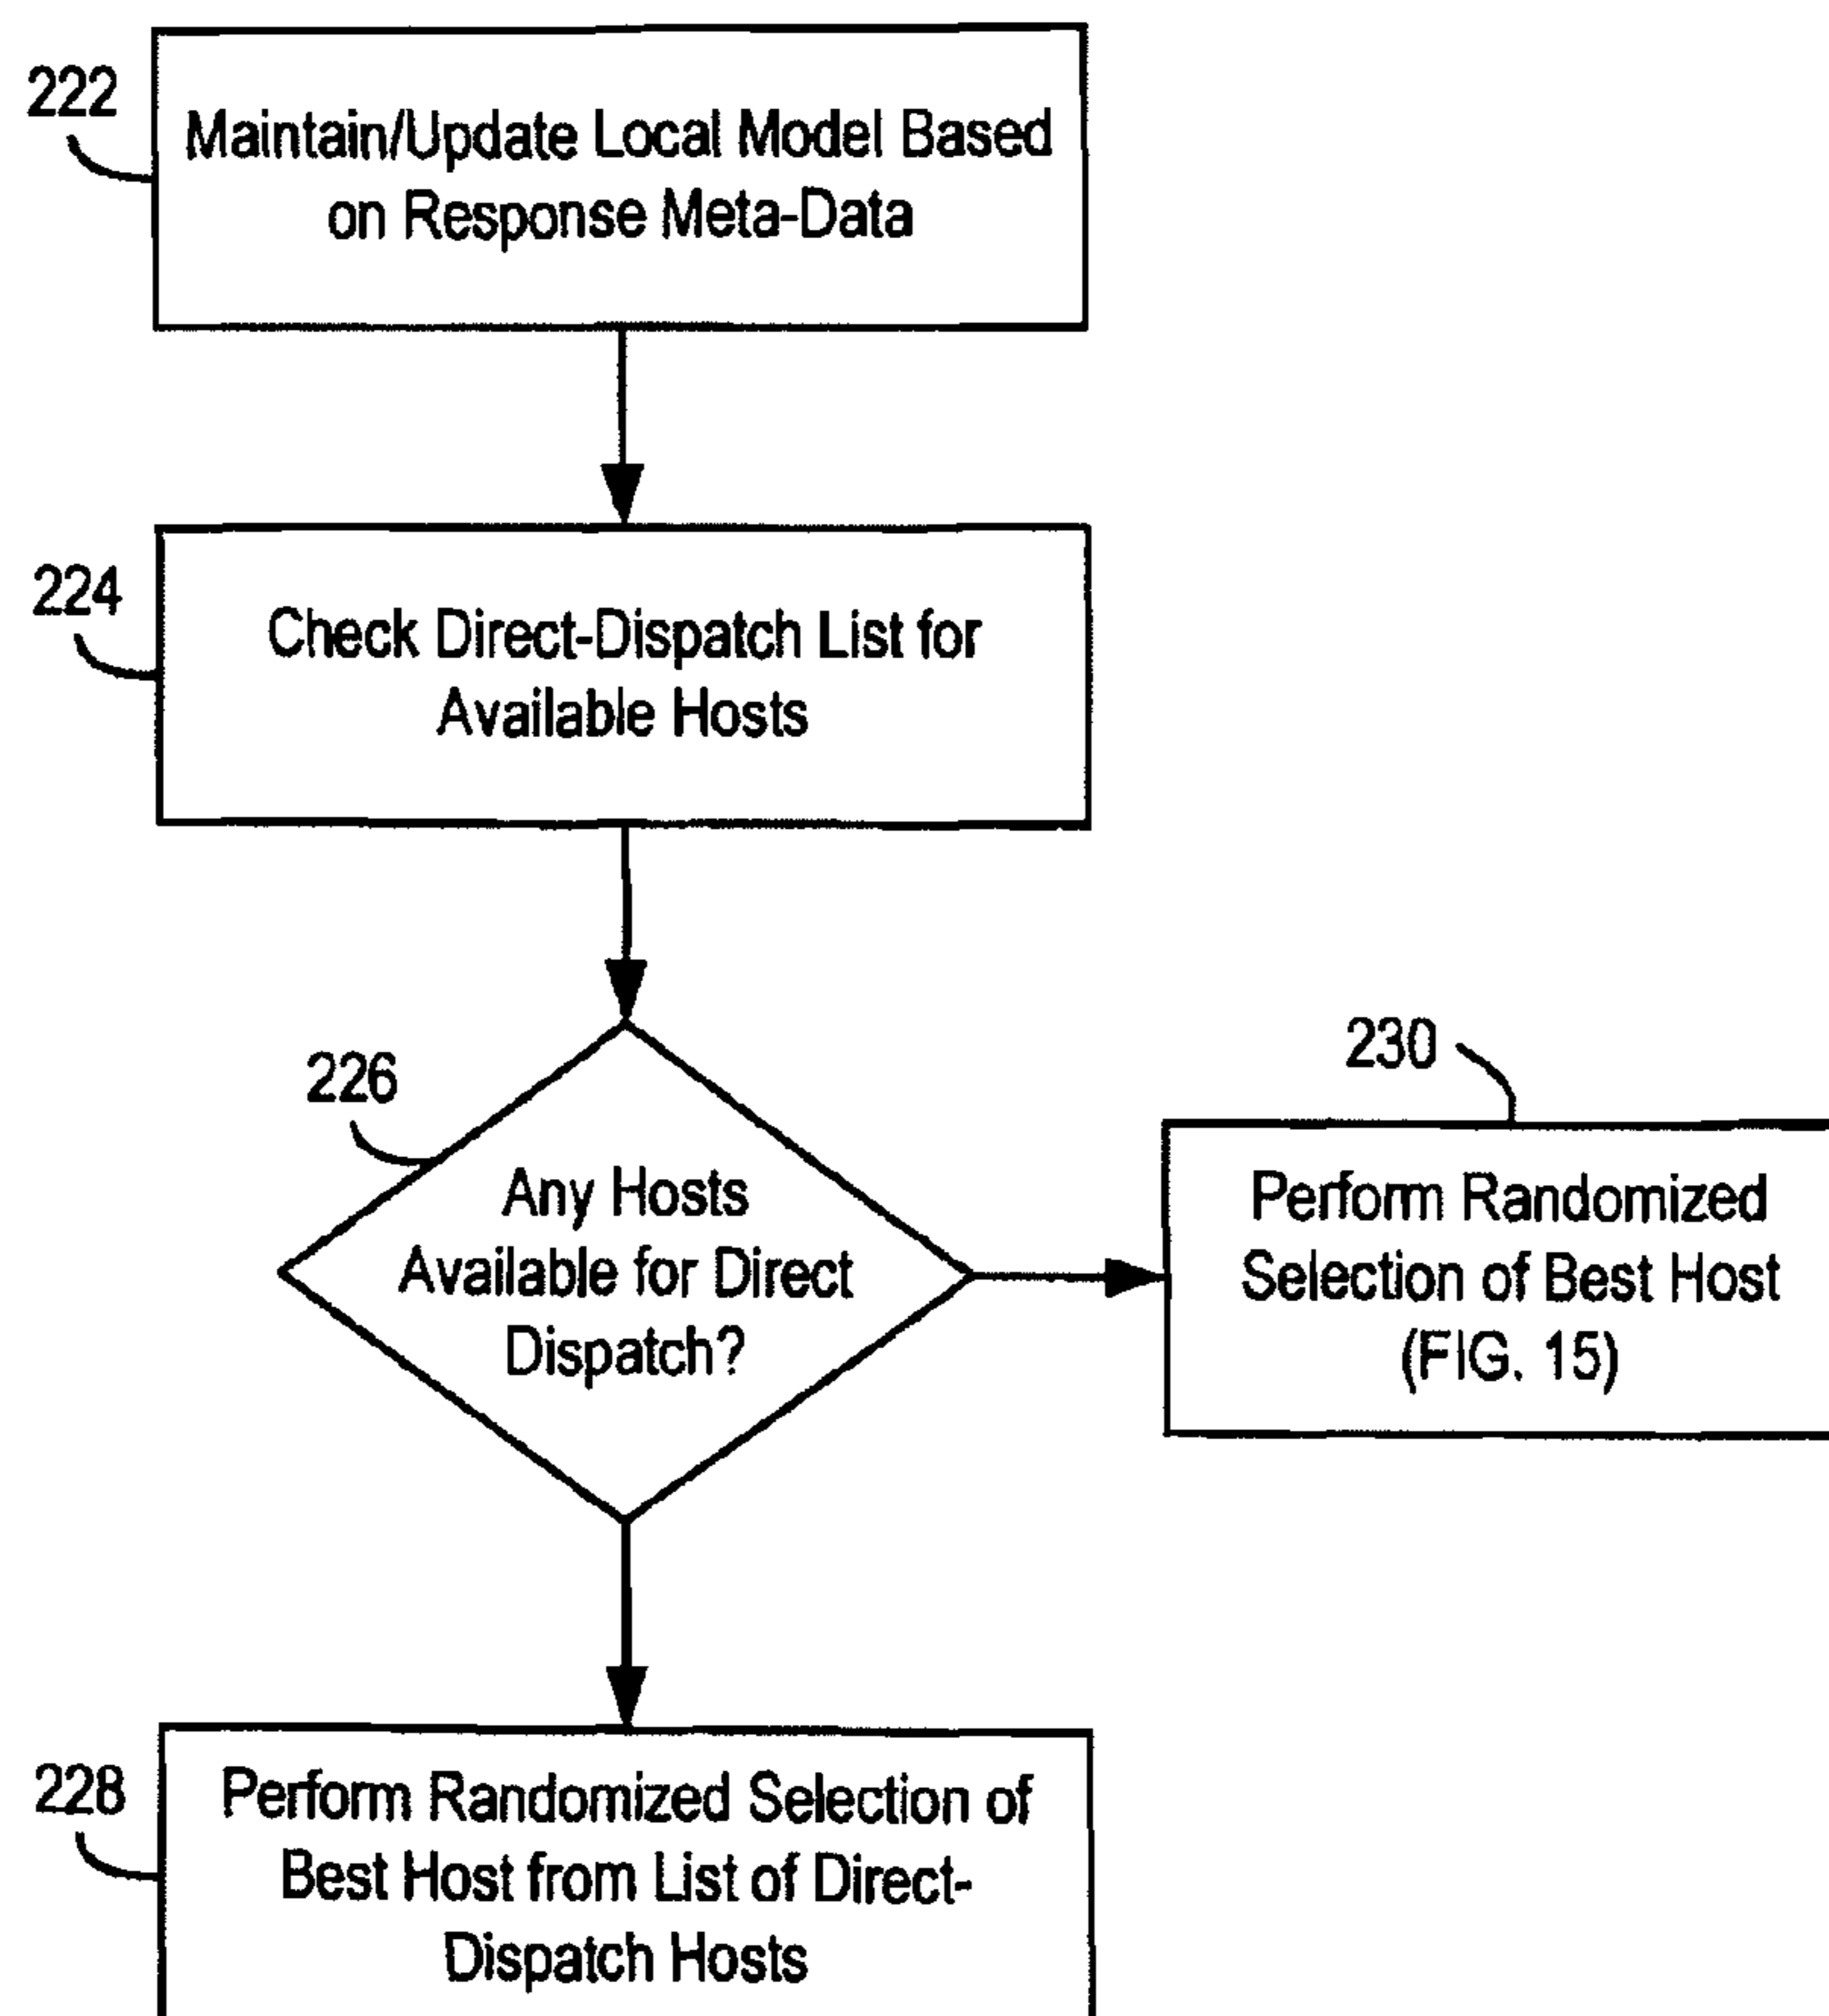 222
Maintain/Update Local Model Based
on Response Meta-Data
224
Check Direct-Dispatch List for
Available Hosts
226
Any Hosts
Available for Direct
Dispatch?
230
Perform Randomized
Selection of Best Host
(FIG. 15)
228
Perform Randomized Selection of
Best Host from List of Direct-
Dispatch Hosts